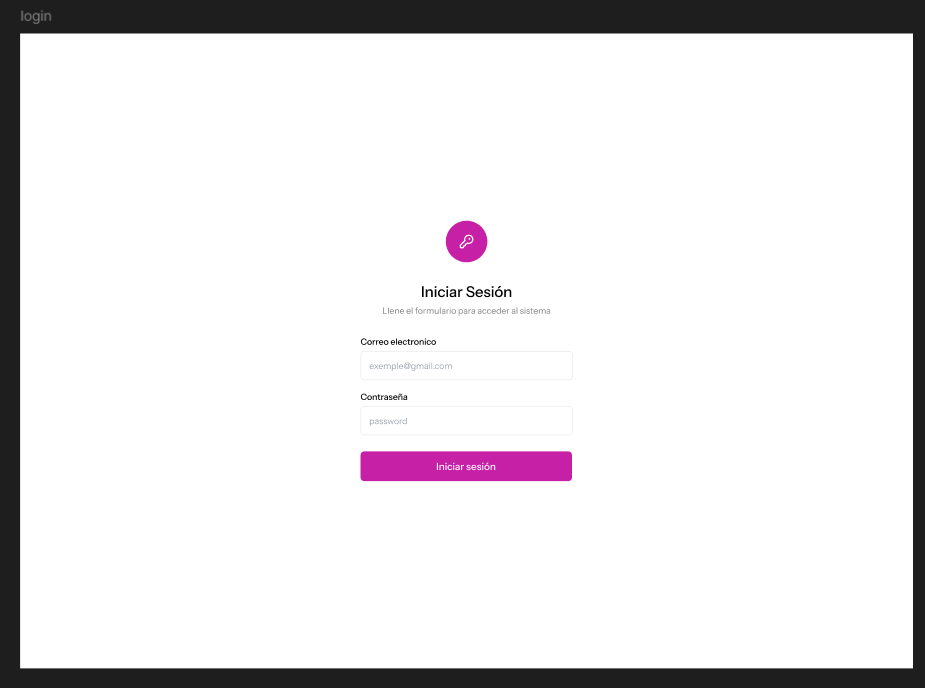 login
Iniciar Sesión
Llene el formulario para acceder al sistema
Correo electronico
exemple@gmail.com
Contraseña
password
Iniciar sesión